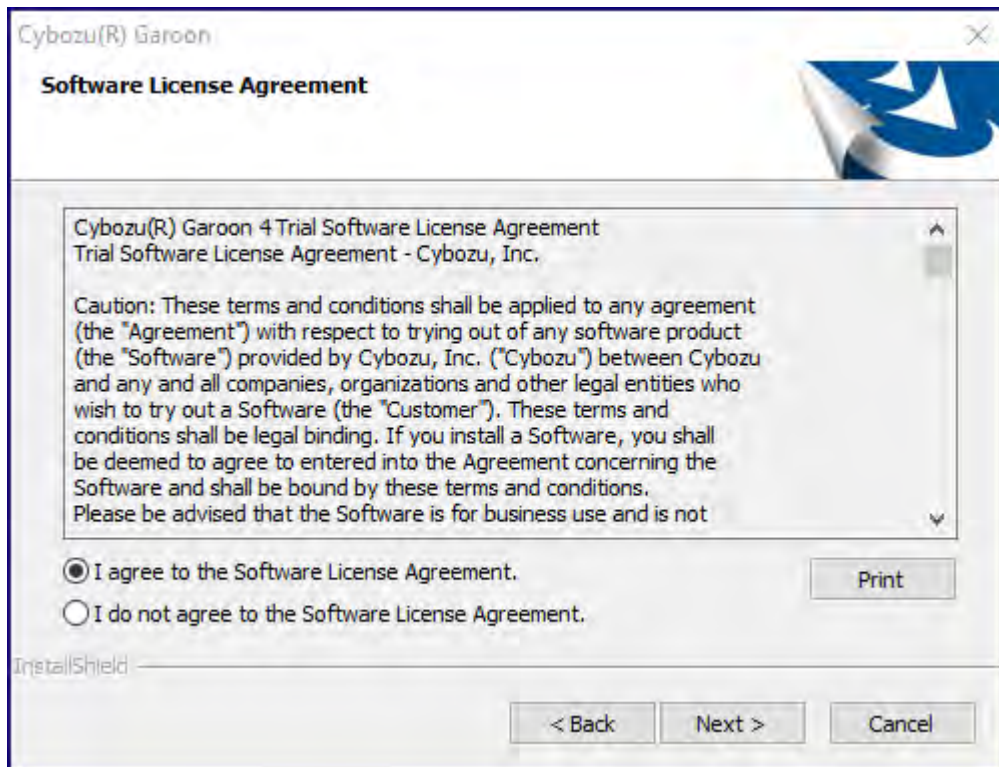 Cybozu(R) Garoon
Software License Agreement
Cybozu(R) Garoon 4 Trial Software License Agreement
Trial Software License Agreement - Cybozu, Inc.
Caution: These terms and conditions shall be applied to any agreement
(the "Agreement") with respect to trying out of any software product
(the "Software") provided by Cybozu, Inc. ("Cybozu") between Cybozu
and any and all companies, organizations and other legal entities who
wish to try out a Software (the "Customer"). These terms and
conditions shall be legal binding. If you install a Software, you shall
be deemed to agree to entered into the Agreement concerning the
Software and shall be bound by these terms and conditions.
Please be advised that the Software is for business use and is not
I agree to the Software License Agreement.
Print
I do not agree to the Software License Agreement.
InstallShield
< Back
Next >
Cancel